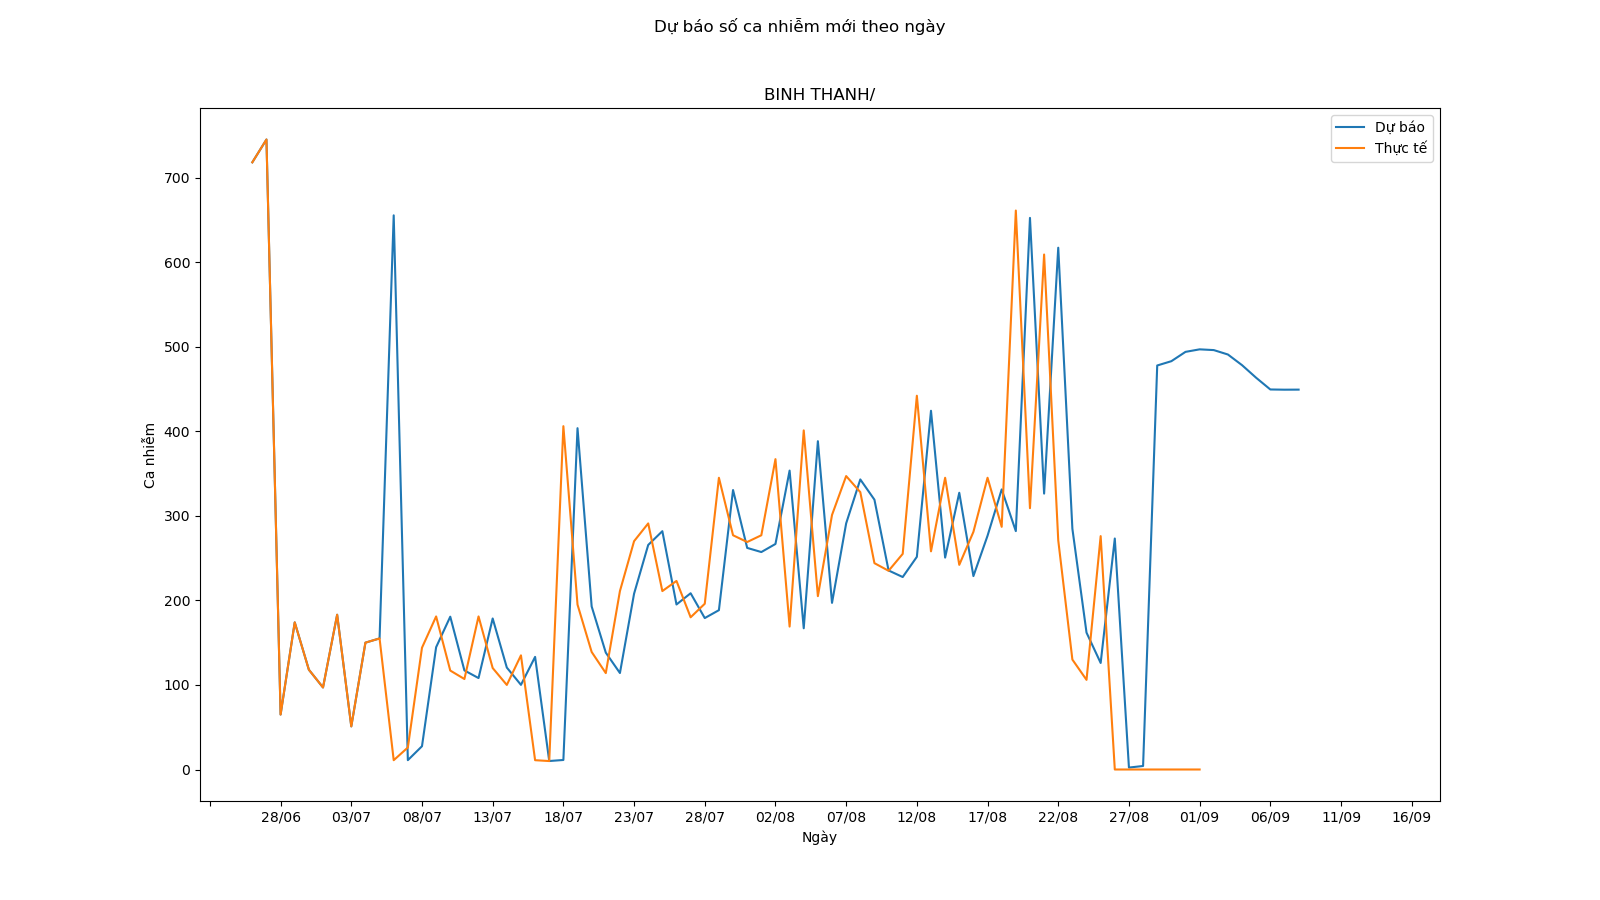 Dự báo số ca nhiễm mới theo ngày
BINH THANH/
Dự báo
Thực tế
700
600
500
400
300
200
100
0
Ca nhiễm
28/06 03/07 08/07 13/07 18/07 23/07 28/07 02/08 07/08 12/08 17/08 22/08 27/08 01/09 06/09 11/09 16/09
Ngày